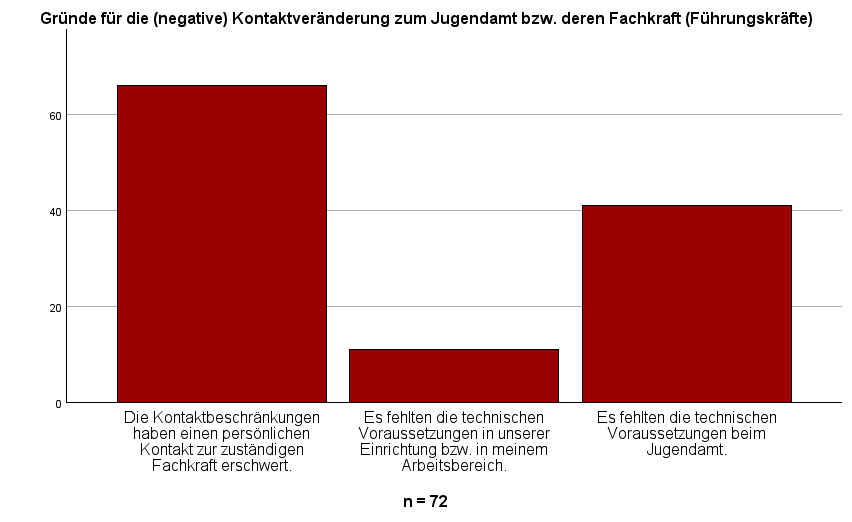 Gründe für die (negative) Kontaktveränderung zum Jugendamt bzw. deren Fachkraft (Führungskräfte)
60
40
20
0
Die Kontaktbeschränkungen
haben einen persönlichen
Kontakt zur zuständigen
Fachkraft erschwert.
Es fehlten die technischen
Voraussetzungen in unserer
Einrichtung bzw. in meinem
Arbeitsbereich.
Es fehlten die technischen
Voraussetzungen beim
Jugendamt.
n = 72